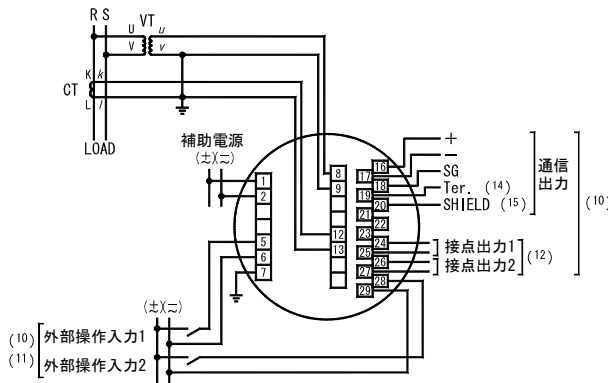 R S
VT
U u
V v
K k
CT
L l
LOAD
補助電源
(±)(=)
1
2
5
6
7
8
9
12
13
16
17
18
19
20
21
22
23
24
25
26
27
28
29
+
−
SG
Ter. (14)
SHIELD (15)
通信
出力
(10)
接点出力1
接点出力2
(12)
(±)(=)
(10)
外部操作入力1
(11)
外部操作入力2